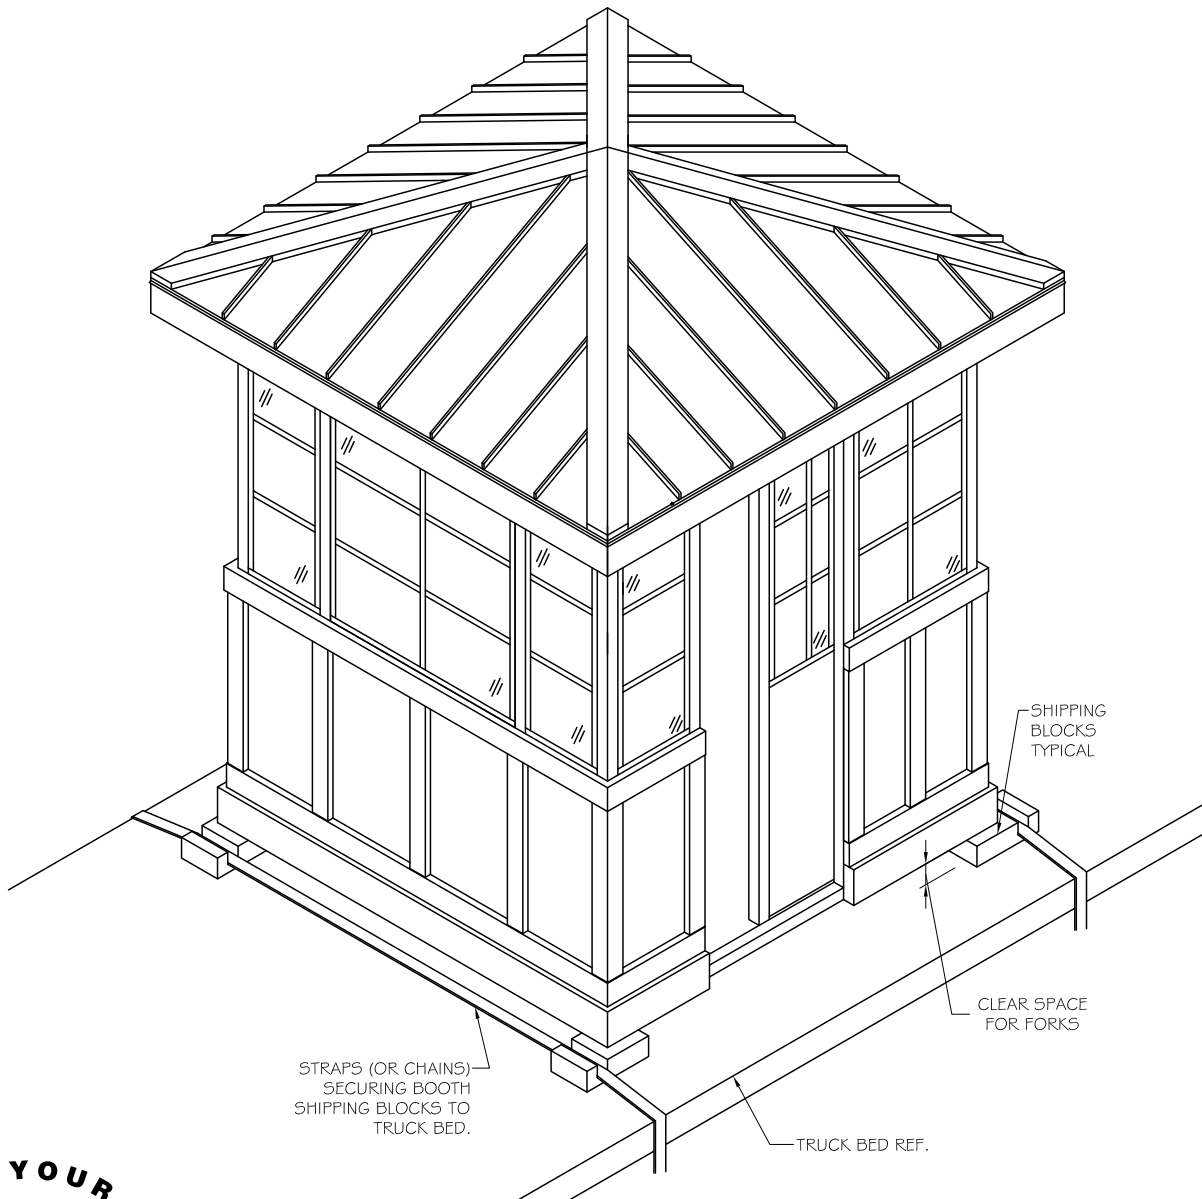 SHIPPING
BLOCKS
TYPICAL
CLEAR SPACE
FOR FORKS
STRAPS (OR CHAINS)
SECURING BOOTH
SHIPPING BLOCKS TO
TRUCK BED.
TRUCK BED REF.
YOUR